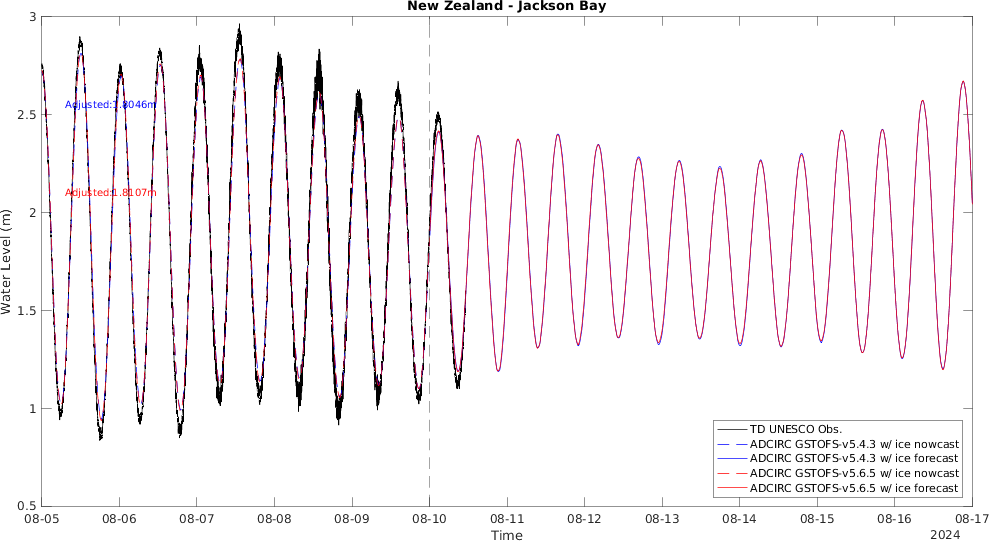 New Zealand - Jackson Bay
Water Level (m)
3
2.5
2
1.5
1
0.5
Adjusted:1.8046m
Adjusted:1.8107m
TD UNESCO Obs.
ADCIRC GSTOFS-v5.4.3 w/ ice nowcast
ADCIRC GSTOFS-v5.4.3 w/ ice forecast
ADCIRC GSTOFS-v5.6.5 w/ ice nowcast
ADCIRC GSTOFS-v5.6.5 w/ ice forecast
08-05 08-06 08-07 08-08 08-09 08-10 08-11 08-12 08-13 08-14 08-15 08-16 08-17
Time
2024